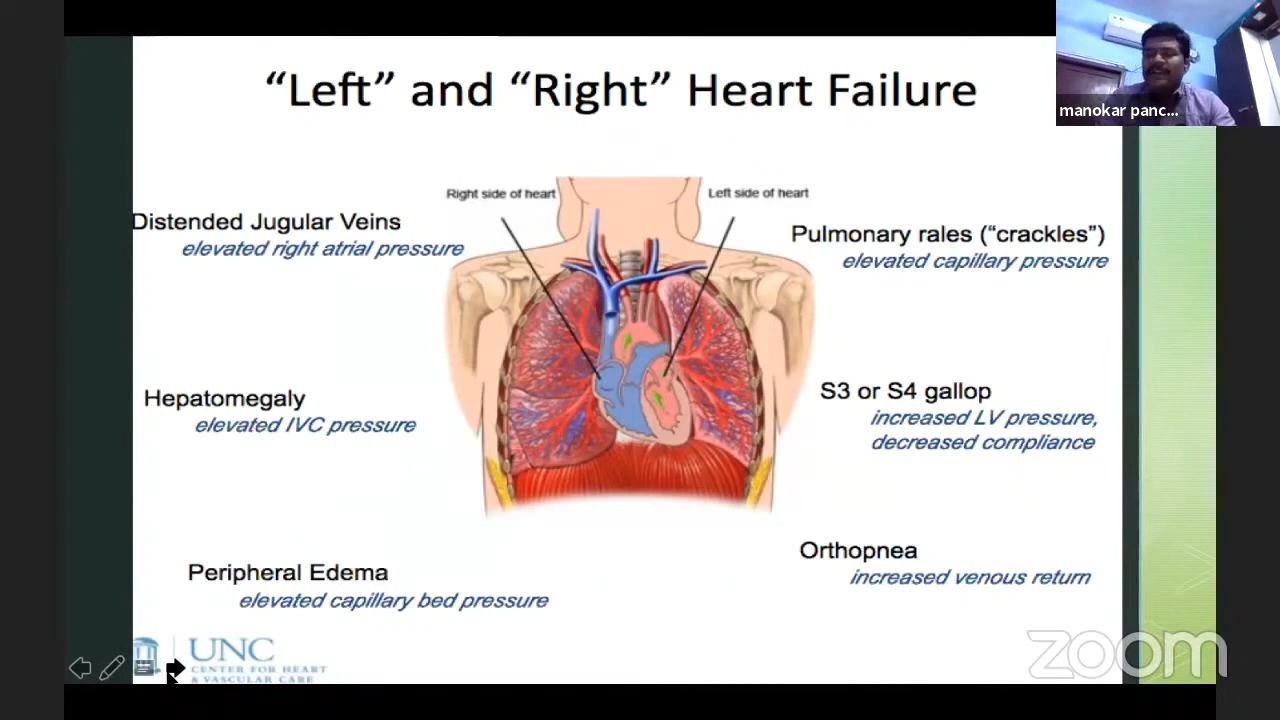 “Left” and “Right” Heart Failure
manokar panc...
Right side of heart
Left side of heart
Distended Jugular Veins
elevated right atrial pressure
Pulmonary rales (“crackles”)
elevated capillary pressure
Hepatomegaly
elevated IVC pressure
S3 or S4 gallop
increased LV pressure,
decreased compliance
Peripheral Edema
elevated capillary bed pressure
Orthopnea
increased venous return
UNC
CENTER FOR HEART
& VASCULAR CARE
zoom